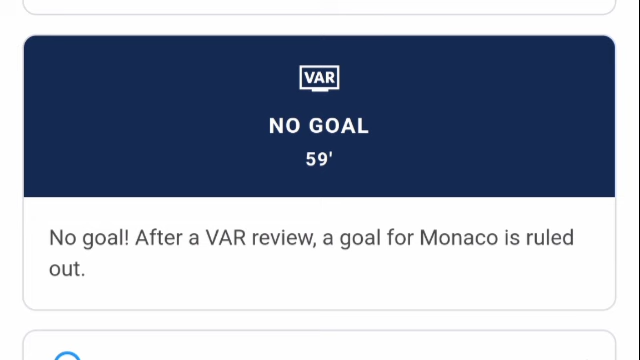 VAR
NO GOAL
59'
No goal! After a VAR review, a goal for Monaco is ruled
out.